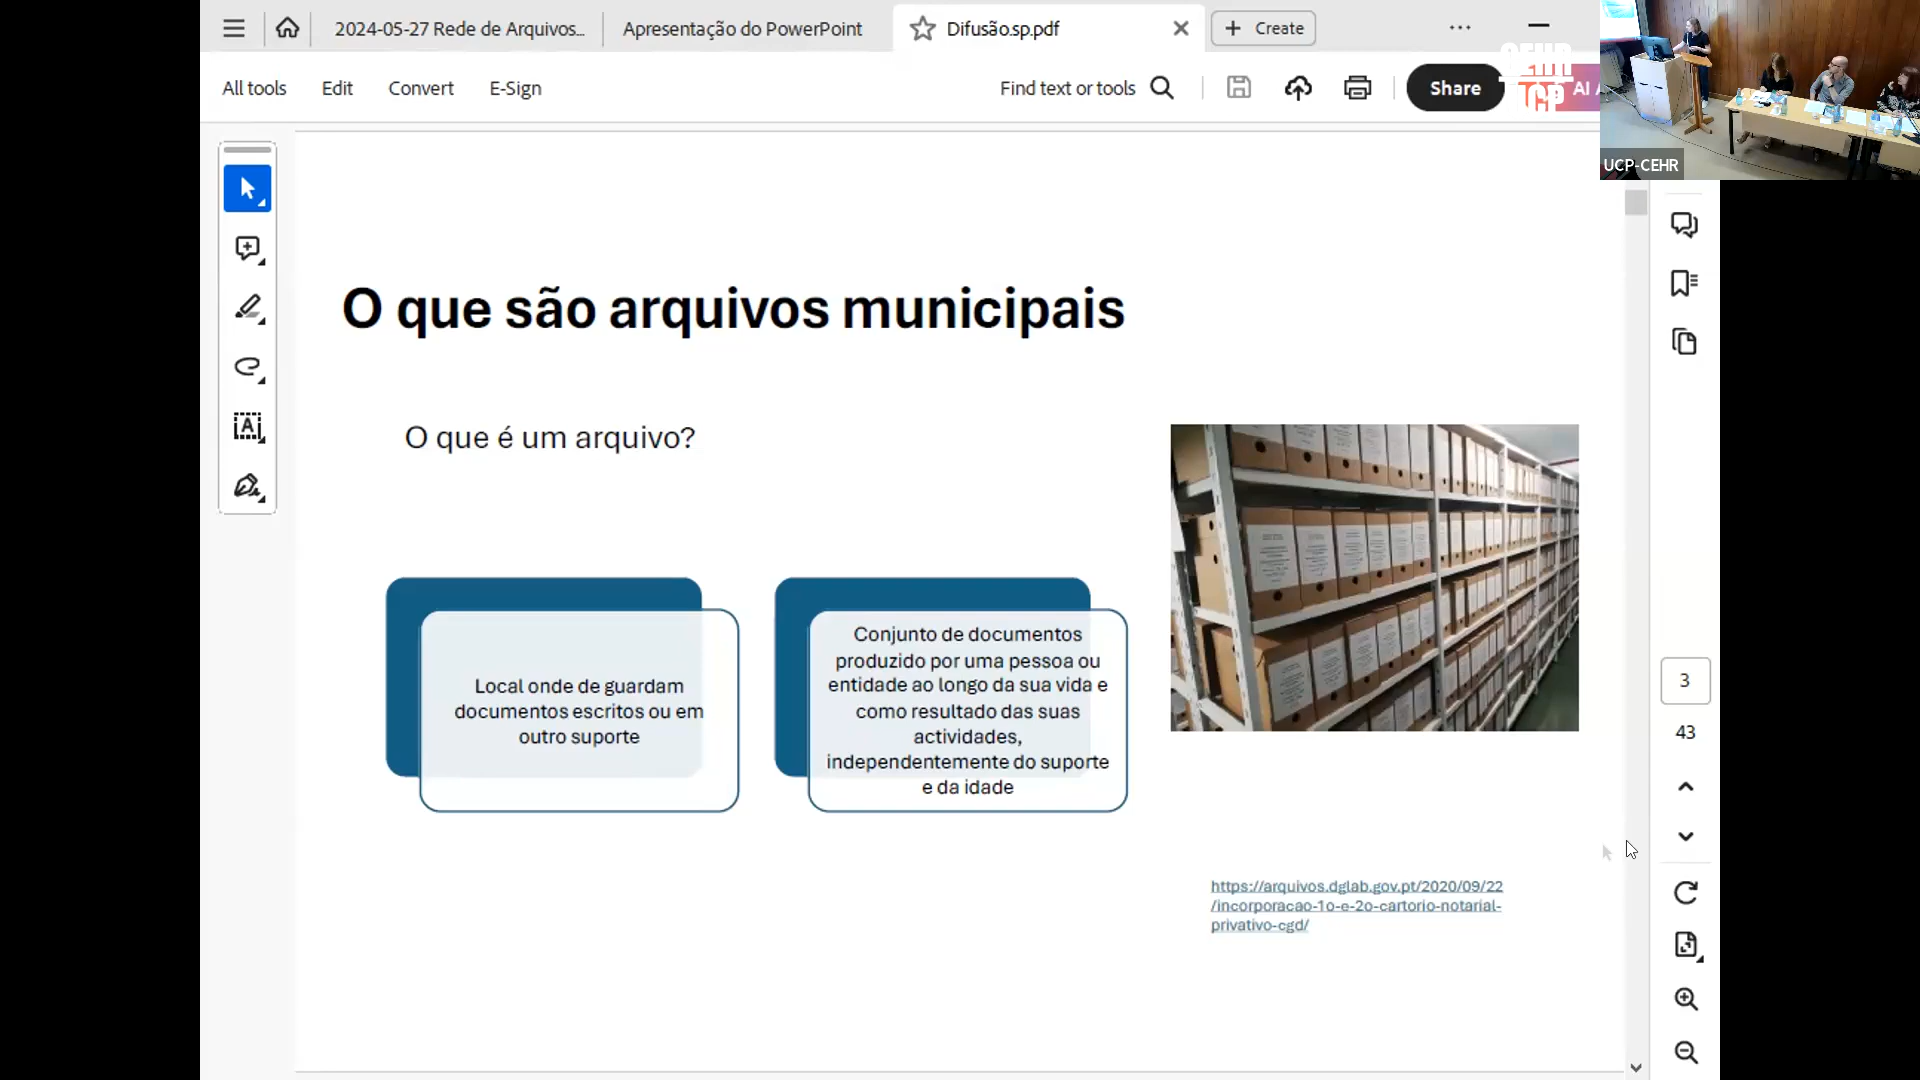 2024-05-27 Rede de Arquivos...
Apresentação do PowerPoint
Difusão.sp.pdf
Create
All tools
Edit
Convert
E-Sign
Find text or tools
Share
AI
CEHR
UCP
UCP-CEHR
O que são arquivos municipais
O que é um arquivo?
Local onde de guardam
documentos escritos ou em
outro suporte
Conjunto de documentos
produzido por uma pessoa ou
entidade ao longo da sua vida e
como resultado das suas
actividades,
independentemente do suporte
e da idade
3
43
https://arquivos.dglab.gov.pt/2020/09/22
/incorporacao-1o-e-2o-cartorio-notarial-
privativo-cgd/